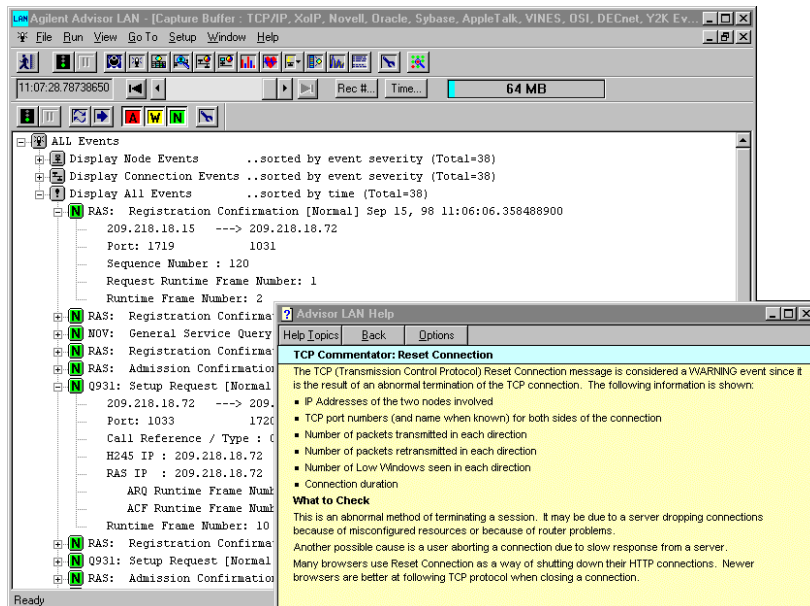 Agilent Advisor LAN - [Capture Buffer : TCP/IP, XoIP, Novell, Oracle, Sybase, AppleTalk, VINES, OSI, DECnet, Y2K Ev...
File Run View Go To Setup Window Help
11:07:28.78738650
Rec #...
Time...
64 MB
A W N
ALL Events
Display Node Events ..sorted by event severity (Total=38)
Display Connection Events ..sorted by event severity (Total=38)
Display All Events ..sorted by time (Total=38)
N RAS: Registration Confirmation [Normal] Sep 15, 98 11:06:06.358488900
209.218.18.15 ---> 209.218.18.72
Port: 1719 1031
Sequence Number : 120
Request Runtime Frame Number: 1
Runtime Frame Number: 2
N RAS: Registration Confirma
N NOV: General Service Query
N RAS: Registration Confirma
N RAS: Admission Confirmatio
N Q931: Setup Request [Normal
209.218.18.72 ---> 209.
Port: 1033 1720
Call Reference / Type :
H245 IP : 209.218.18.72
RAS IP : 209.218.18.72
ARQ Runtime Frame Numb
ACF Runtime Frame Numb
Runtime Frame Number: 10
N RAS: Registration Confirma
N Q931: Setup Request [Normal
N RAS: Admission Confirmatio
Ready
? Advisor LAN Help
Help Topics Back Options
TCP Commentator: Reset Connection
The TCP (Transmission Control Protocol) Reset Connection message is considered a WARNING event since it
is the result of an abnormal termination of the TCP connection. The following information is shown:
▪ IP Addresses of the two nodes involved
▪ TCP port numbers (and name when known) for both sides of the connection
▪ Number of packets transmitted in each direction
▪ Number of packets retransmitted in each direction
▪ Number of Low Windows seen in each direction
▪ Connection duration
What to Check
This is an abnormal method of terminating a session. It may be due to a server dropping connections
because of misconfigured resources or because of router problems.
Another possible cause is a user aborting a connection due to slow response from a server.
Many browsers use Reset Connection as a way of shutting down their HTTP connections. Newer
browsers are better at following TCP protocol when closing a connection.